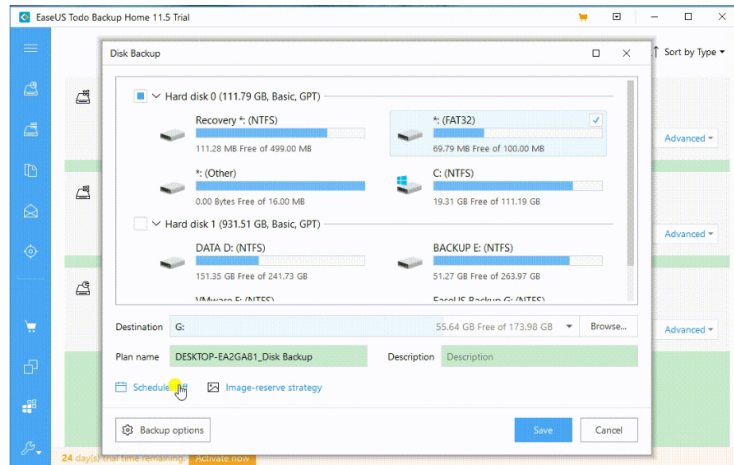 EaseUS Todo Backup Home 11.5 Trial
Sort by Type
Disk Backup
Hard disk 0 (111.79 GB, Basic, GPT)
Recovery *: (NTFS)
111.28 MB Free of 499.00 MB
*: (FAT32)
69.79 MB Free of 100.00 MB
*: (Other)
0.00 Bytes Free of 16.00 MB
C: (NTFS)
19.31 GB Free of 111.19 GB
Hard disk 1 (931.51 GB, Basic, GPT)
DATA D: (NTFS)
151.35 GB Free of 241.73 GB
BACKUP E: (NTFS)
51.27 GB Free of 263.97 GB
VMware F: (NTFS)
EaseUS Backup G: (NTFS)
Advanced
Advanced
Advanced
Destination G: 55.64 GB Free of 173.98 GB Browse...
Plan name DESKTOP-EA2GA81_Disk Backup Description Description
Schedule Image-reserve strategy
Backup options Save Cancel
24 day(s) trial time remaining. Activate now